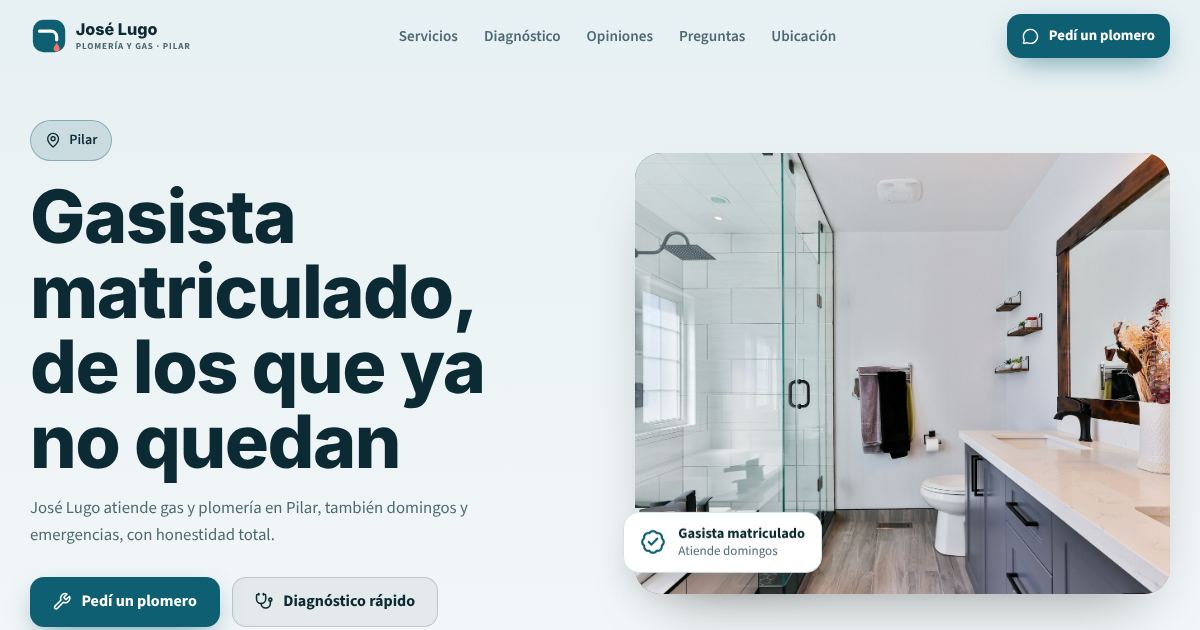 José Lugo
PLOMERÍA Y GAS · PILAR
Servicios
Diagnóstico
Opiniones
Preguntas
Ubicación
Pedí un plomero
Pilar
Gasista
matriculado,
de los que ya
no quedan
José Lugo atiende gas y plomería en Pilar, también domingos y
emergencias, con honestidad total.
Pedí un plomero
Diagnóstico rápido
Gasista matriculado
Atiende domingos